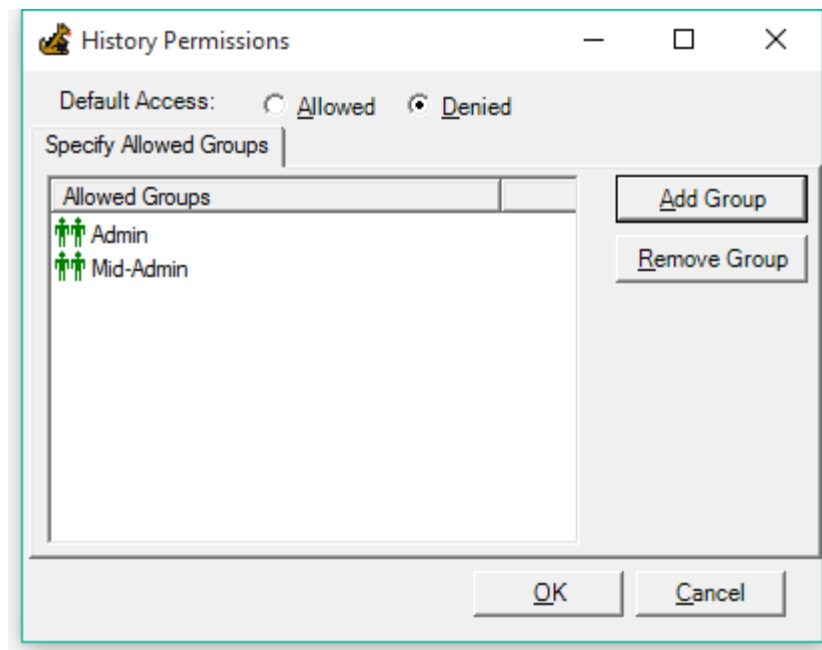 History Permissions
Default Access: Allowed Denied
Specify Allowed Groups
Allowed Groups
Add Group
Admin
Remove Group
Mid-Admin
OK Cancel